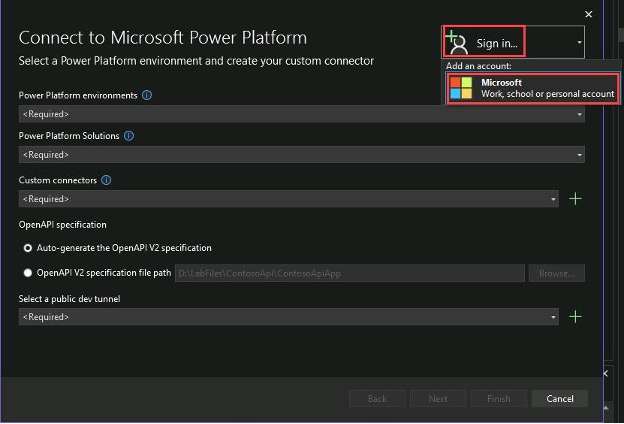 Connect to Microsoft Power Platform
Sign in...
Select a Power Platform environment and create your custom connector
Add an account:
Microsoft
Work, school or personal account
Power Platform environments
<Required>
Power Platform Solutions
<Required>
Custom connectors
<Required>
OpenAPI specification
Auto-generate the OpenAPI V2 specification
OpenAPI V2 specification file path D:\LabFiles\ContosoApi\ContosoApiApp Browse...
Select a public dev tunnel
<Required>
Back Next Finish Cancel